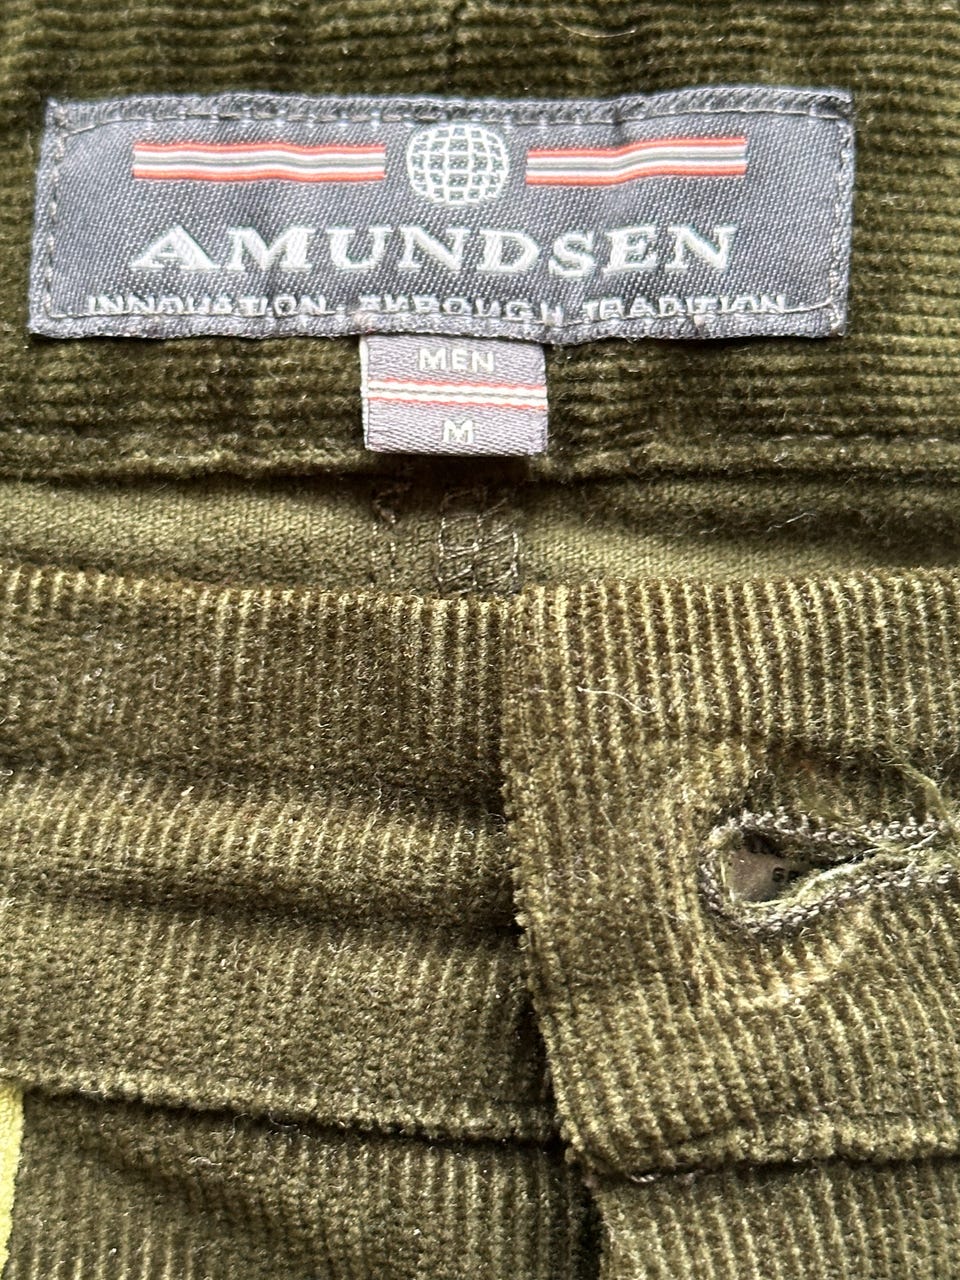 AMUNDSEN
INNOVATION THROUGH TRADITION
MEN
M